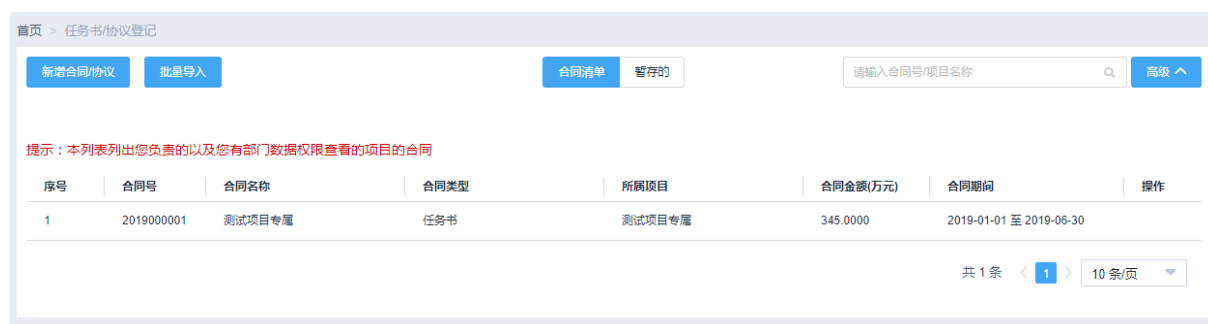 首页 > 任务书/协议登记
新增合同/协议 批量导入 合同清单 暂存的 请输入合同号/项目名称 高级
提示：本列表列出您负责的以及您有部门数据权限查看的项目的合同
序号 合同号 合同名称 合同类型 所属项目 合同金额(万元) 合同期间 操作
1 2019000001 测试项目专属 任务书 测试项目专属 345.0000 2019-01-01 至 2019-06-30
共 1 条 < 1 > 10 条/页